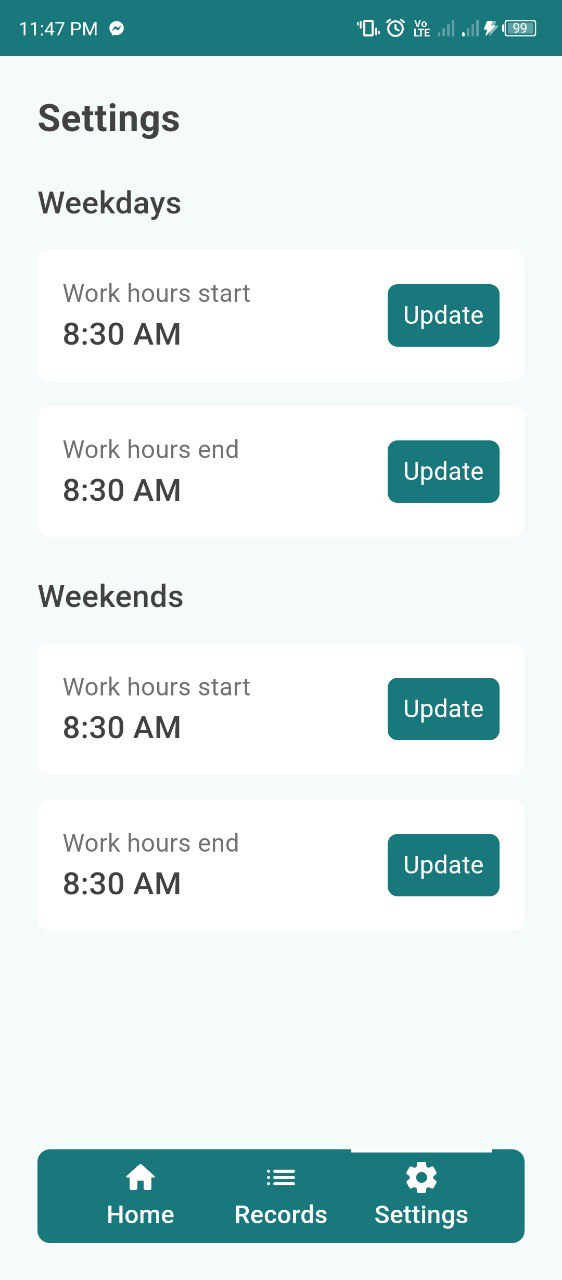 11:47 PM
Vo LTE 99
Settings
Weekdays
Work hours start
8:30 AM
Update
Work hours end
8:30 AM
Update
Weekends
Work hours start
8:30 AM
Update
Work hours end
8:30 AM
Update
Home Records Settings